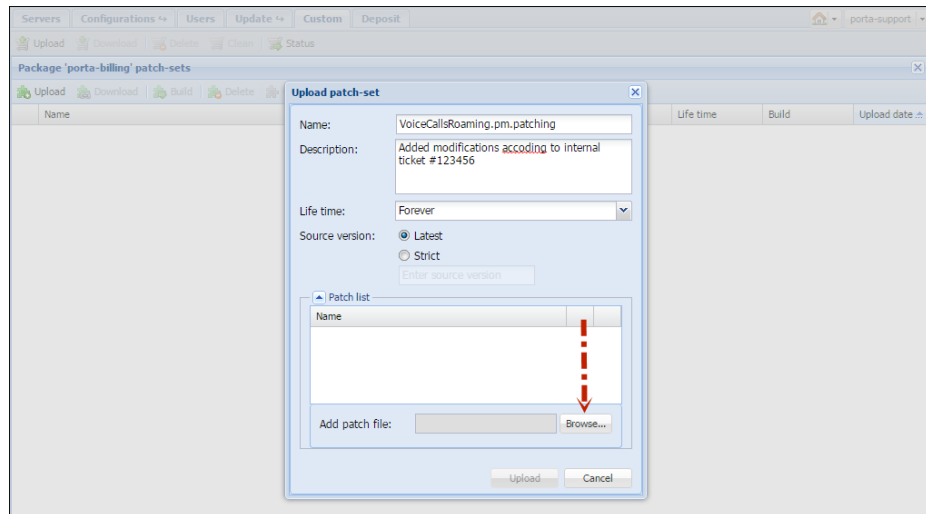 Servers Configurations Users Update Custom Deposit porta-support
Upload Download Delete Clean Status
Package 'porta-billing' patch-sets
Upload Download Build Delete
Name Life time Build Upload date
Upload patch-set
Name: VoiceCallsRoaming.pm.patching
Description: Added modifications accoding to internal
ticket #123456
Life time: Forever
Source version: Latest
Strict
Enter source version
Patch list
Name
Add patch file: Browse...
Upload Cancel